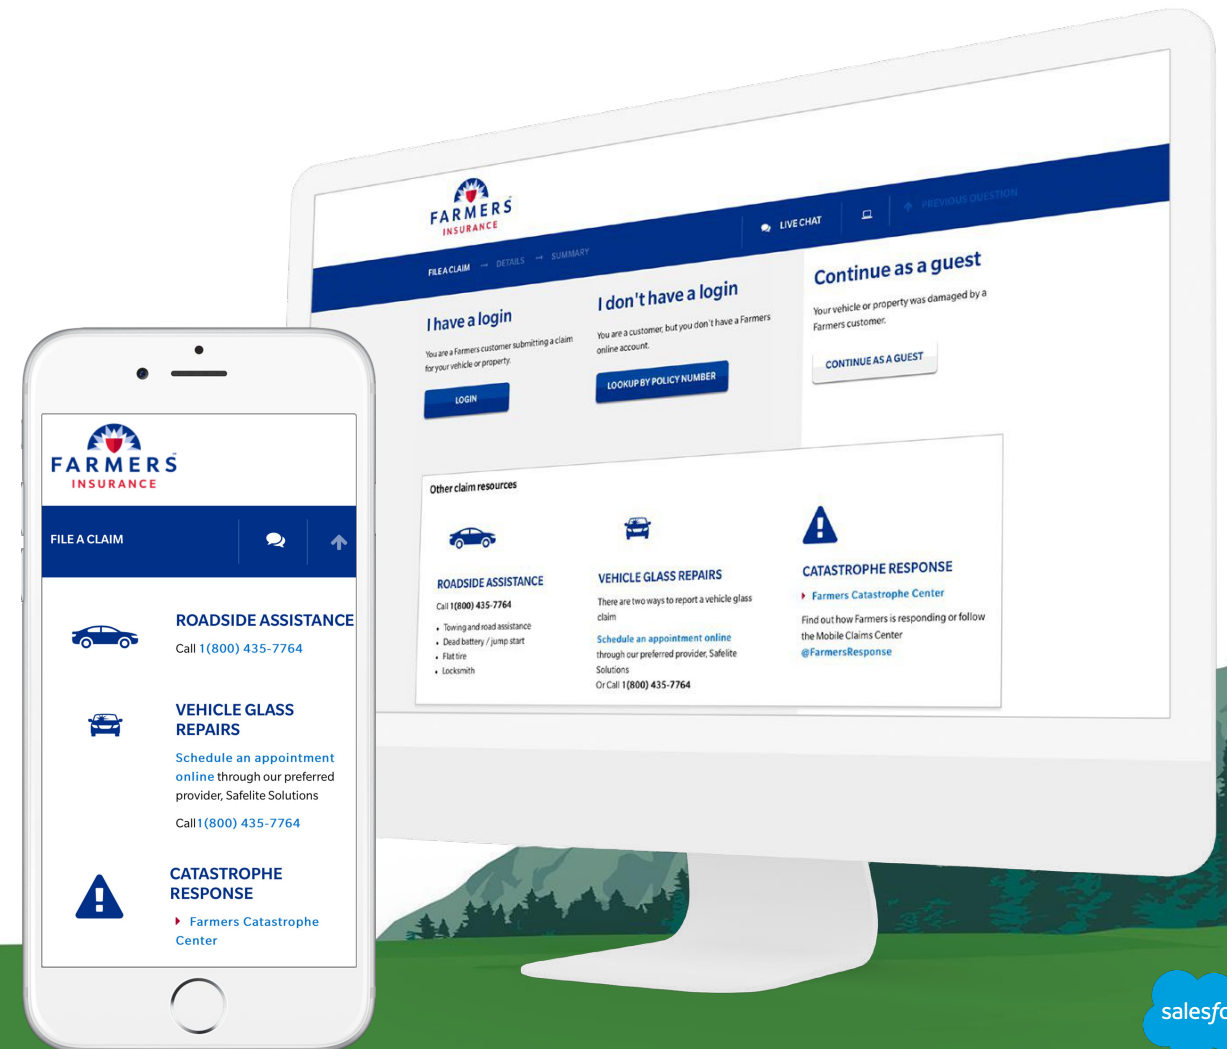 FARMERS
INSURANCE
FILE A CLAIM → DETAILS → SUMMARY
LIVE CHAT
PREVIOUS QUESTION
I have a login
You are a Farmers customer submitting a claim
for your vehicle or property.
LOGIN
I don't have a login
You are a customer, but you don't have a Farmers
online account.
LOOKUP BY POLICY NUMBER
Continue as a guest
Your vehicle or property was damaged by a
Farmers customer.
CONTINUE AS A GUEST
Other claim resources
ROADSIDE ASSISTANCE
Call 1(800) 435-7764
• Towing and road assistance
• Dead battery / jump start
• Flat tire
• Locksmith
VEHICLE GLASS REPAIRS
There are two ways to report a vehicle glass
claim
Schedule an appointment online
through our preferred provider, Safelite
Solutions
Or Call 1(800) 435-7764
CATASTROPHE RESPONSE
Farmers Catastrophe Center
Find out how Farmers is responding or follow
the Mobile Claims Center
@FarmersResponse
FARMERS
INSURANCE
FILE A CLAIM
ROADSIDE ASSISTANCE
Call 1(800) 435-7764
VEHICLE GLASS
REPAIRS
Schedule an appointment
online through our preferred
provider, Safelite Solutions
Call1(800) 435-7764
CATASTROPHE
RESPONSE
Farmers Catastrophe
Center